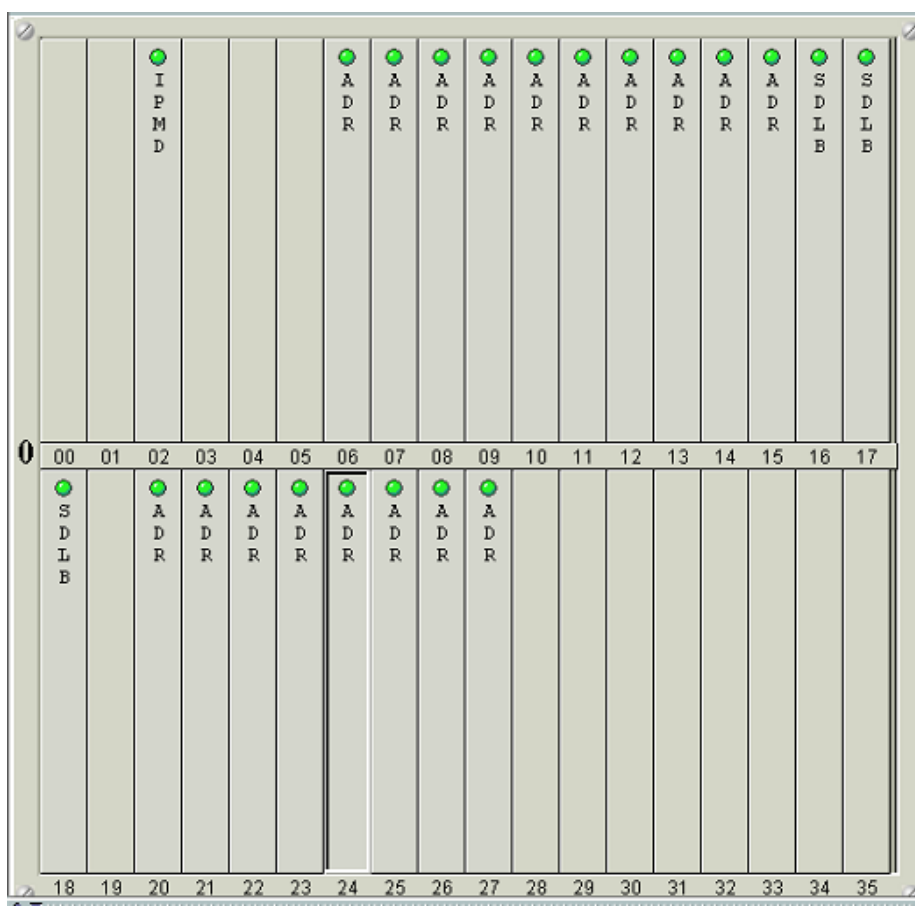 IPMD ADR ADR ADR ADR ADR ADR ADR ADR ADR ADR SDLB SDLB
0 00 01 02 03 04 05 06 07 08 09 10 11 12 13 14 15 16 17
SDLB ADR ADR ADR ADR ADR ADR ADR ADR
18 19 20 21 22 23 24 25 26 27 28 29 30 31 32 33 34 35